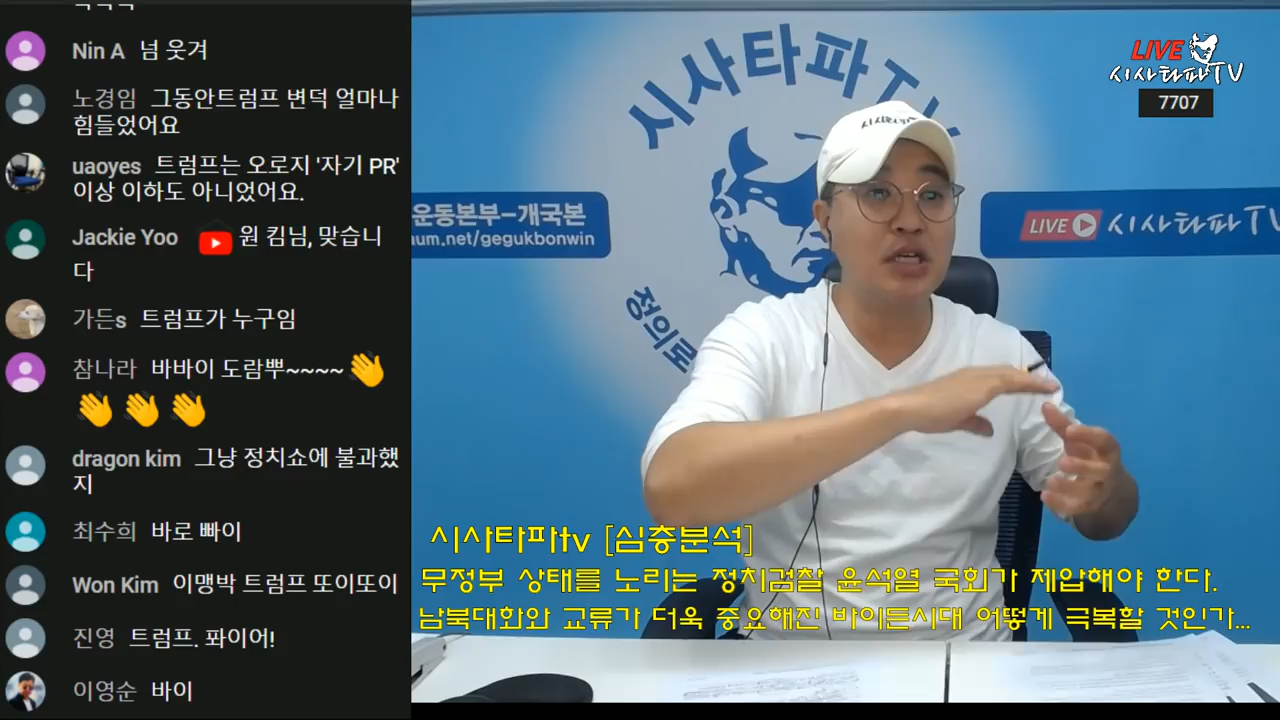 Nin A 넘 웃겨
노경임 그동안트럼프 변덕 얼마나
힘들었어요
uaoyes 트럼프는 오로지 '자기 PR'
이상 이하도 아니었어요.
Jackie Yoo 원 킴님, 맞습니
다
가든s 트럼프가 누구임
참나라 바바이 도람뿌~~~~
dragon kim 그냥 정치쇼에 불과했
지
최수희 바로 빠이
Won Kim 이맹박 트럼프 또이또이
진영 트럼프. 퐈이어!
이영순 바이
시사타파TV
LIVE
시사타파TV
7707
운동본부-개국본
aum.net/gegukbonwin
LIVE 시사타파TV
정의로
시사타파tv [심층분석]
무정부 상태를 노리는 정치검찰 윤석열 국회가 제압해야 한다.
남북대화와 교류가 더욱 중요해진 바이든시대 어떻게 극복할 것인가...